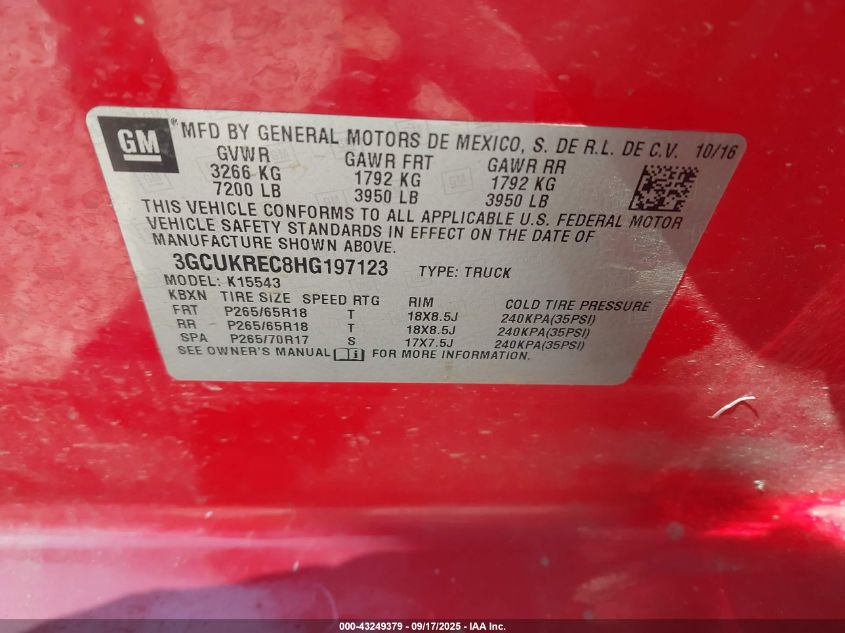 GM ® MFD BY GENERAL MOTORS DE MEXICO, S. DE R.L. DE C.V. 10/16
GVWR GAWR FRT GAWR RR
3266 KG 1792 KG 1792 KG
7200 LB 3950 LB 3950 LB
THIS VEHICLE CONFORMS TO ALL APPLICABLE U.S. FEDERAL MOTOR
VEHICLE SAFETY STANDARDS IN EFFECT ON THE DATE OF
MANUFACTURE SHOWN ABOVE.
3GCUKREC8HG197123 TYPE: TRUCK
MODEL: K15543
KBXN TIRE SIZE SPEED RTG RIM COLD TIRE PRESSURE
FRT P265/65R18 T 18X8.5J 240KPA(35PSI)
RR P265/65R18 T 18X8.5J 240KPA(35PSI)
SPA P265/70R17 S 17X7.5J 240KPA(35PSI)
SEE OWNER'S MANUAL i FOR MORE INFORMATION.
000-43249379 - 09/17/2025 - IAA Inc.